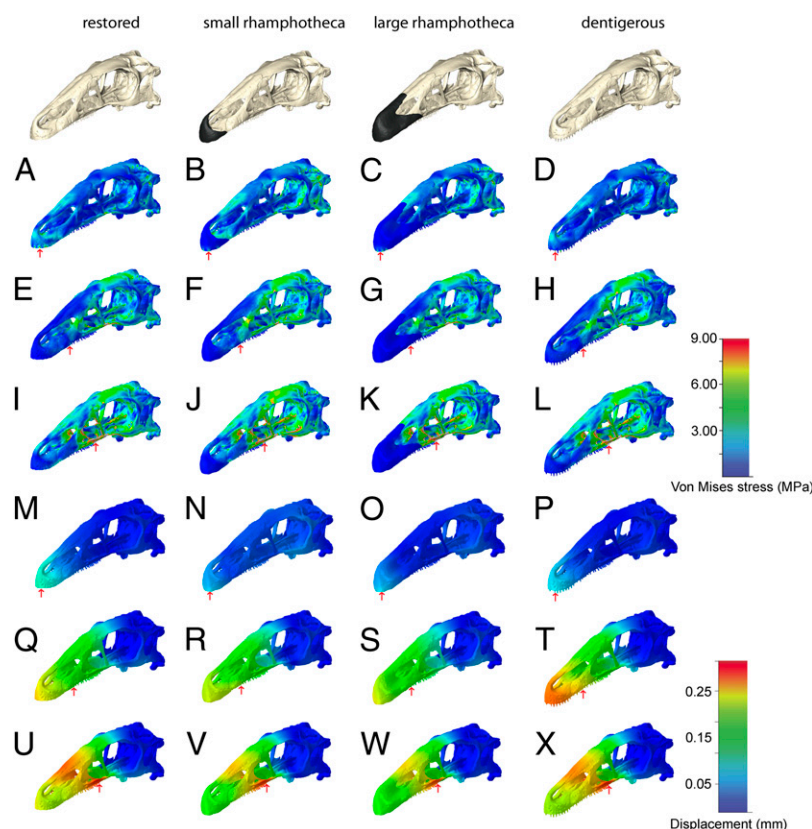 restored small rhamphotheca large rhamphotheca dentigerous
A B C D
E F G H
9.00
6.00
I J K L
3.00
Von Mises stress (MPa)
M N O P
Q R S T
0.25
U V W X
0.15
0.05
Displacement (mm)